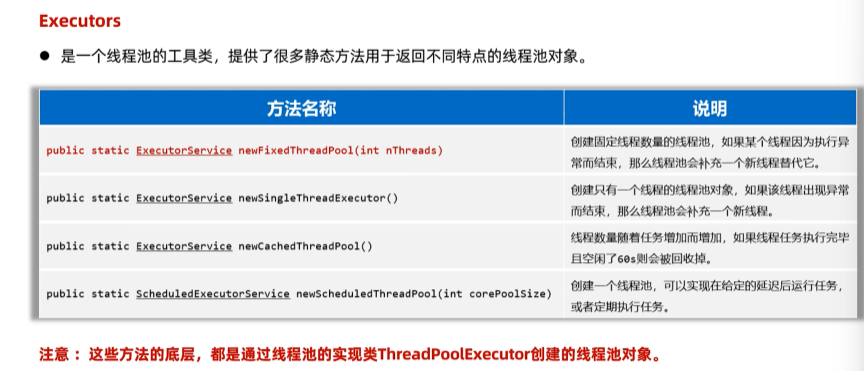 Executors
● 是一个线程池的工具类，提供了很多静态方法用于返回不同特点的线程池对象。
方法名称 说明
public static ExecutorService newFixedThreadPool(int nThreads)
创建固定线程数量的线程池，如果某个线程因为执行异
常而结束，那么线程池会补充一个新线程替代它。
public static ExecutorService newSingleThreadExecutor()
创建只有一个线程的线程池对象，如果该线程出现异常
而结束，那么线程池会补充一个新线程。
public static ExecutorService newCachedThreadPool()
线程数量随着任务增加而增加，如果线程任务执行完毕
且空闲了60s则会被回收掉。
public static ScheduledExecutorService newScheduledThreadPool(int corePoolSize)
创建一个线程池，可以实现在给定的延迟后运行任务，
或者定期执行任务。
注意 ：这些方法的底层，都是通过线程池的实现类ThreadPoolExecutor创建的线程池对象。